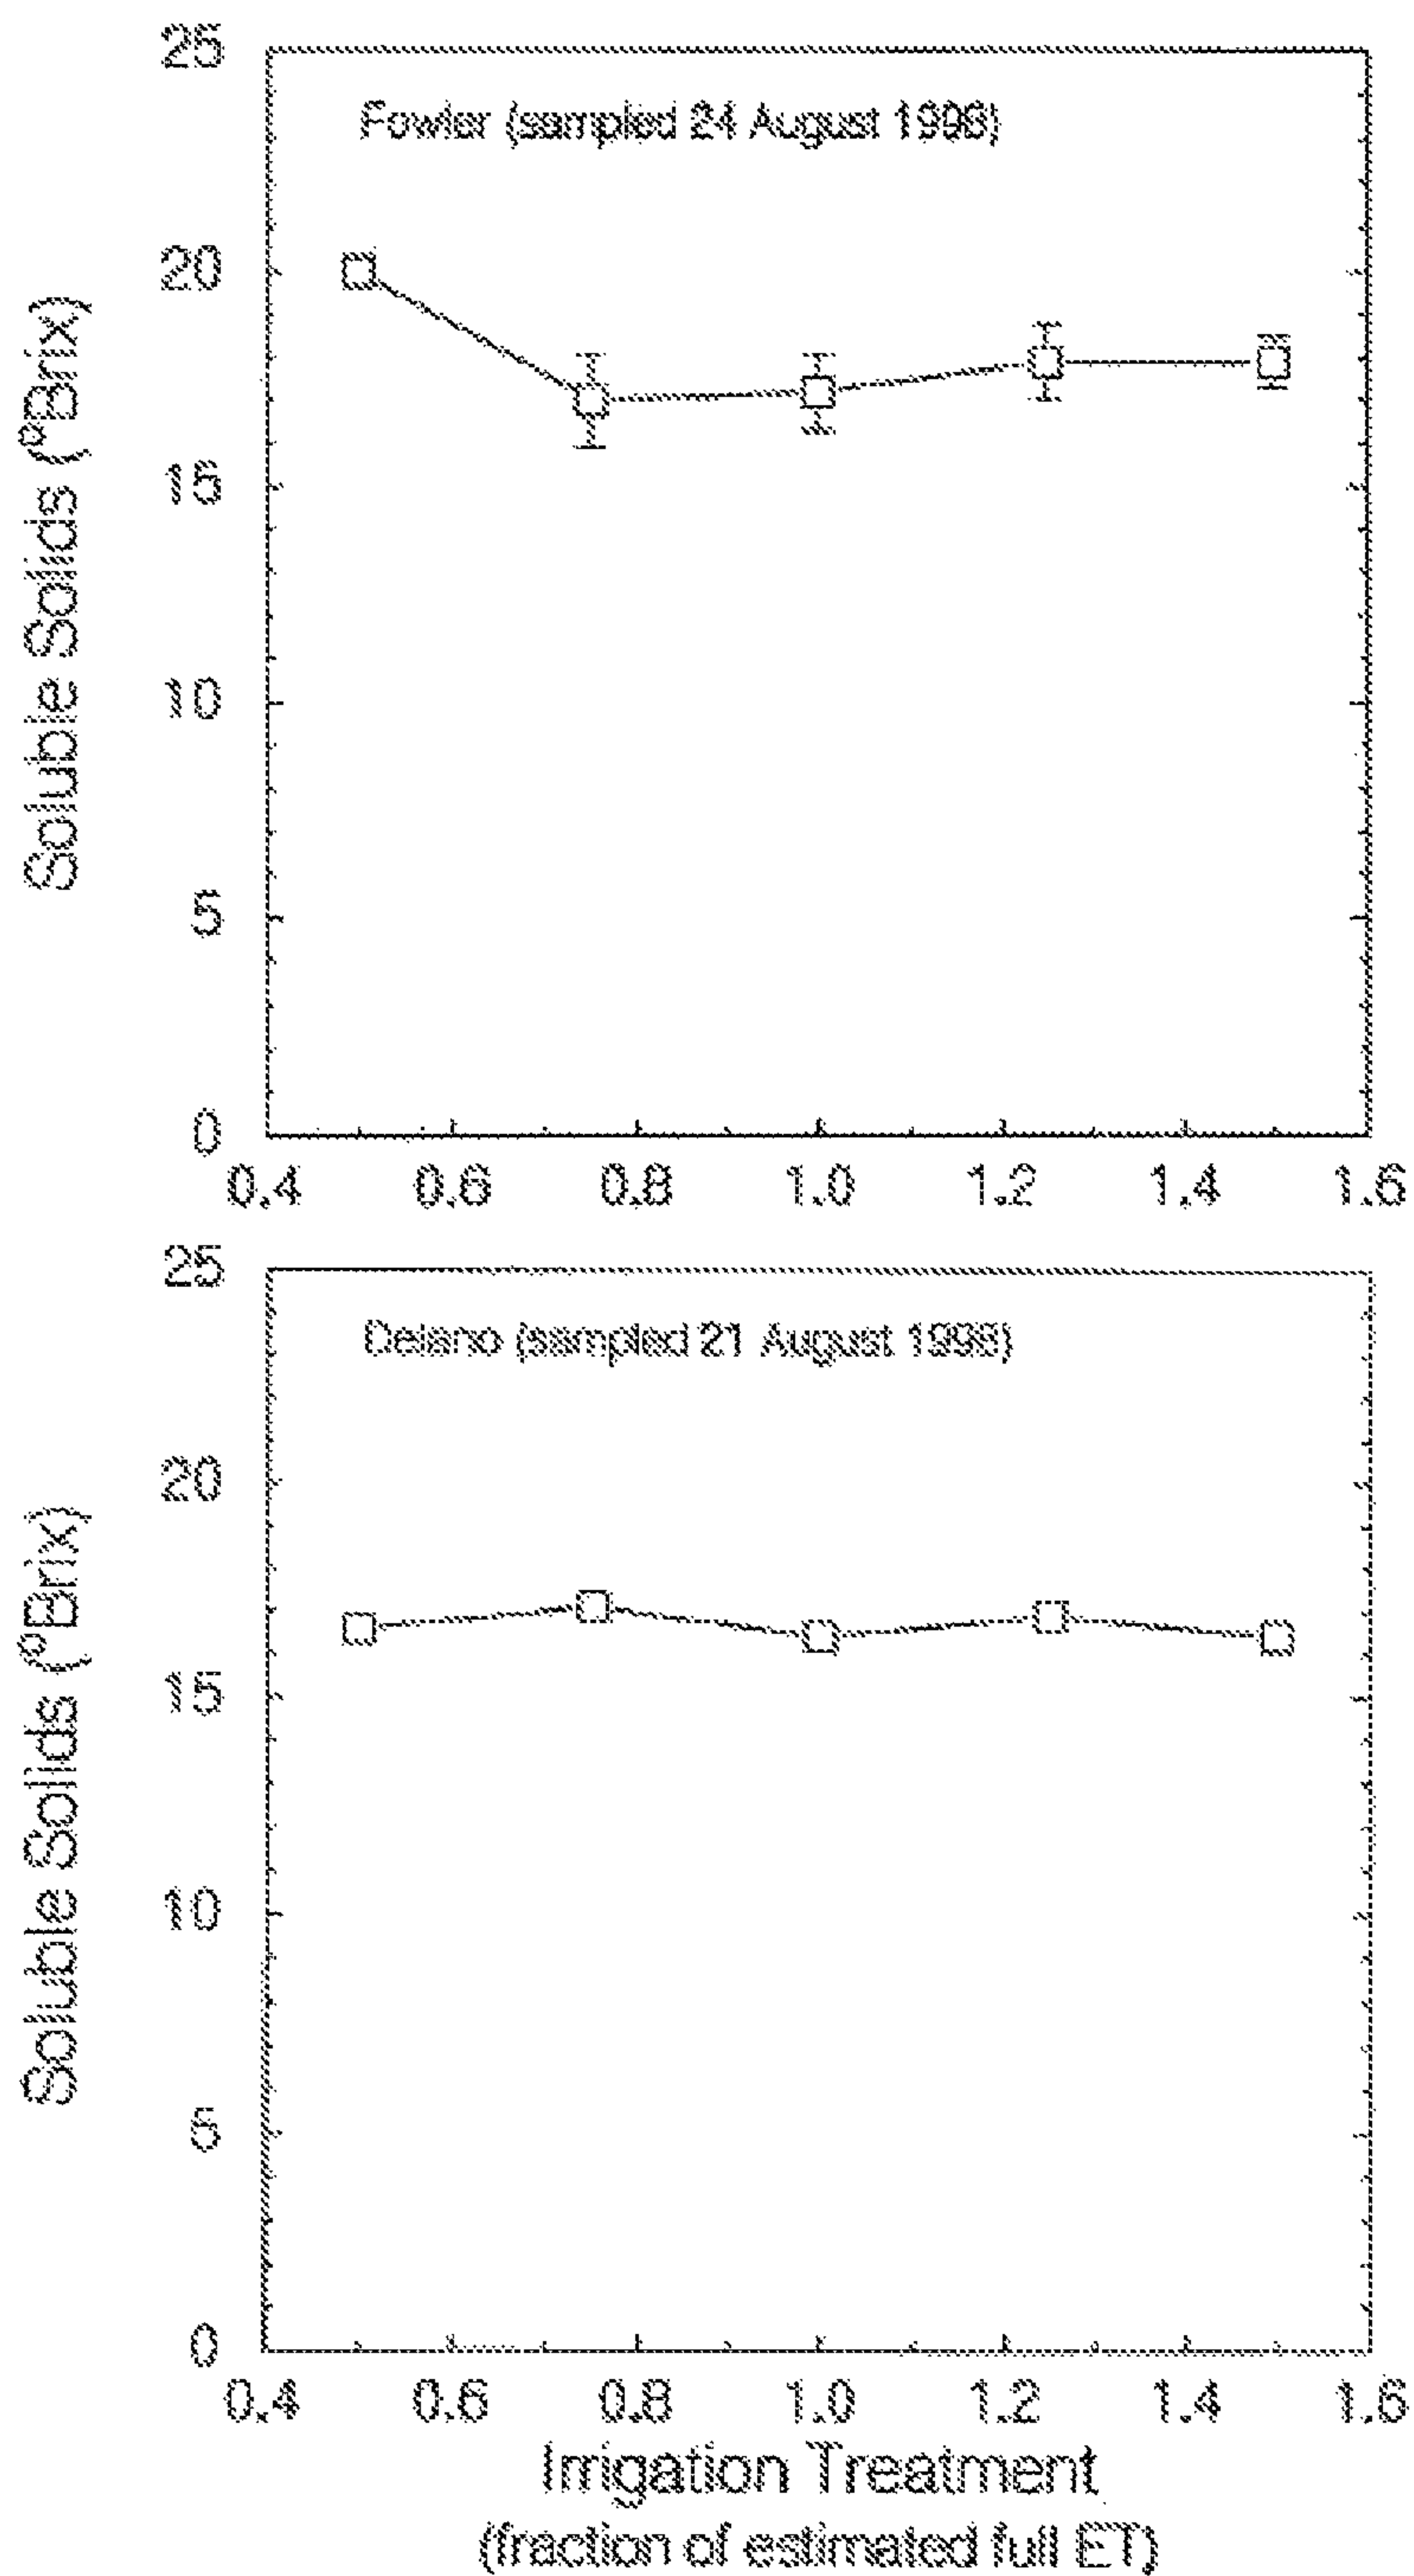 25
Fowler (sampled 24 August 1998)
20
15
10
5
0
Soluble Solids (°Brix)
0.4 0.6 0.8 1.0 1.2 1.4 1.6
25
Delano (sampled 21 August 1998)
20
15
10
5
0
Soluble Solids (°Brix)
0.4 0.6 0.8 1.0 1.2 1.4 1.6
Irrigation Treatment
(fraction of estimated full ET)